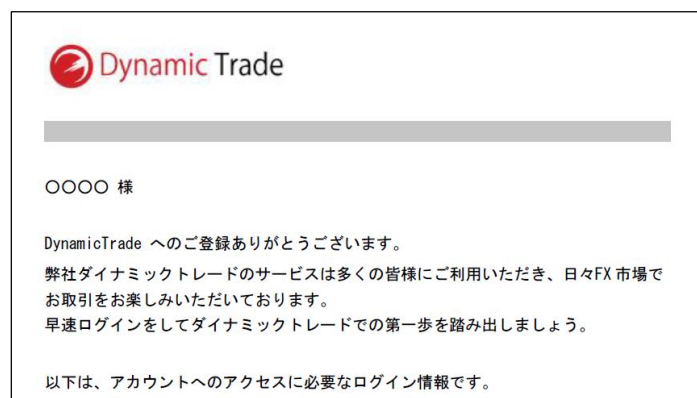 Dynamic Trade
〇〇〇〇 様
DynamicTrade へのご登録ありがとうございます。
弊社ダイナミックトレードのサービスは多くの皆様にご利用いただき、日々FX 市場で
お取引をお楽しみいただいております。
早速ログインをしてダイナミックトレードでの第一歩を踏み出しましょう。
以下は、アカウントへのアクセスに必要なログイン情報です。